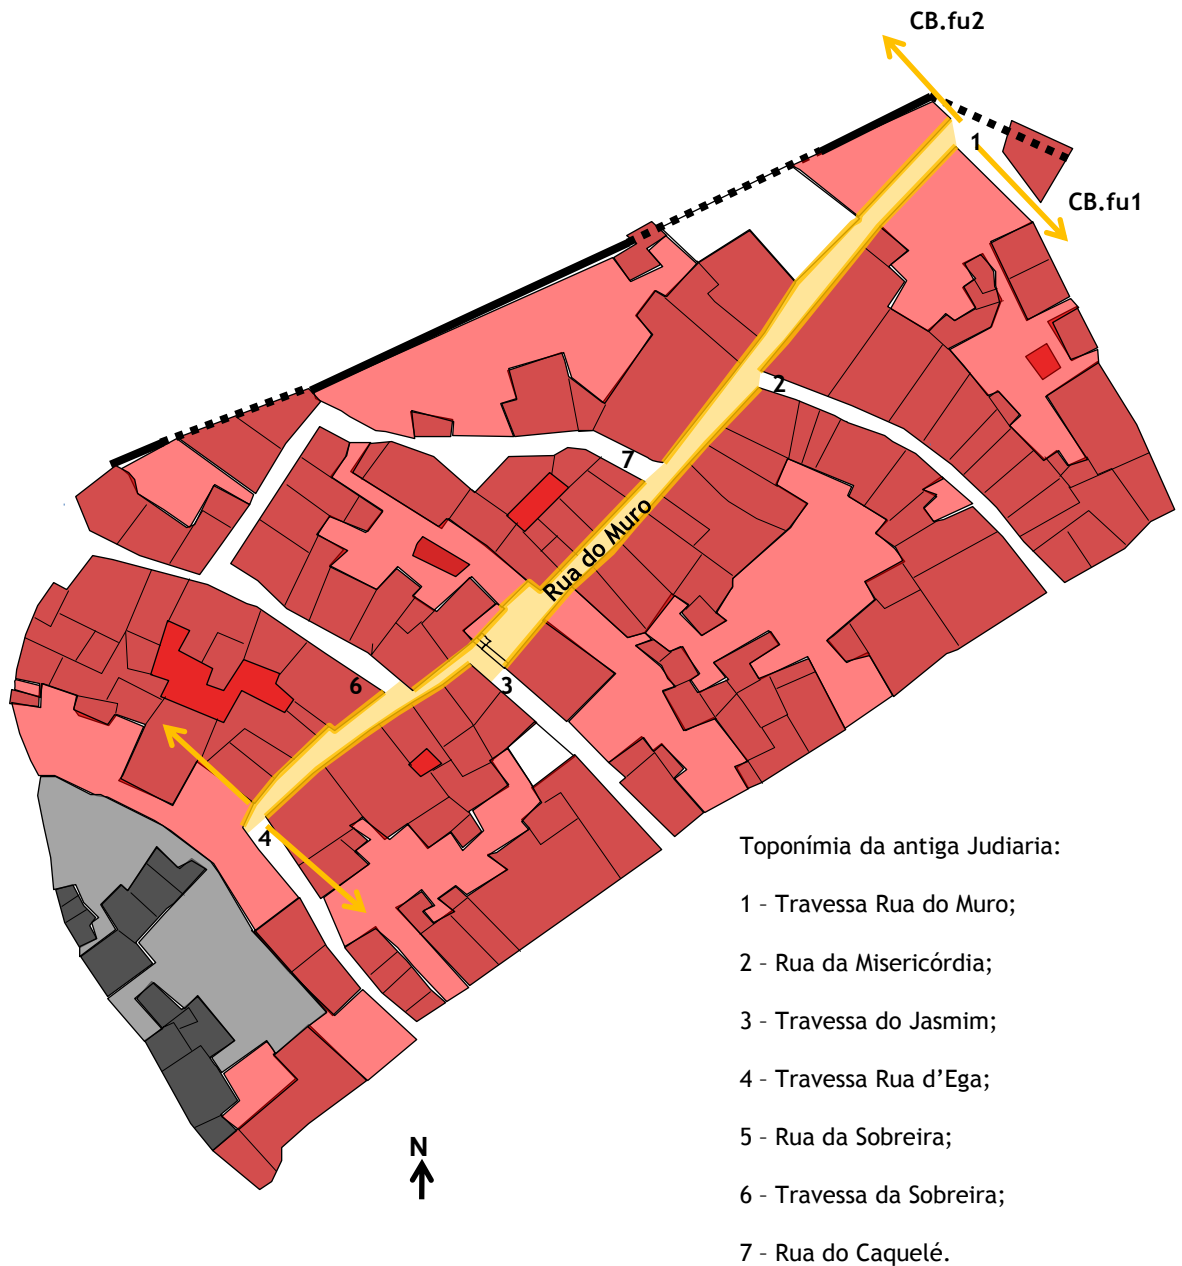 CB.fu2
1
CB.fu1
2
7
Rua do Muro
6
3
4
Toponímia da antiga Judiaria:
1 – Travessa Rua do Muro;
2 – Rua da Misericórdia;
3 – Travessa do Jasmim;
4 – Travessa Rua d’Ega;
5 – Rua da Sobreira;
6 – Travessa da Sobreira;
7 – Rua do Caquelé.
N